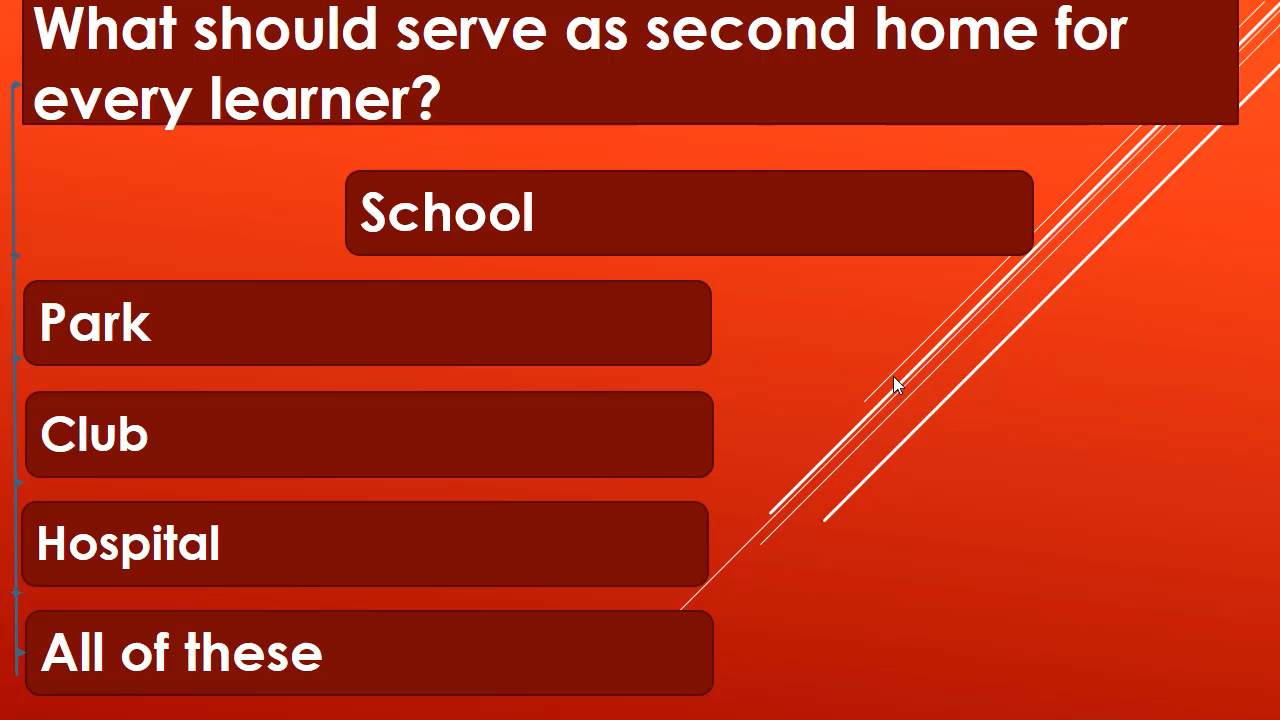 What should serve as second home for
every learner?
School
Park
Club
Hospital
All of these